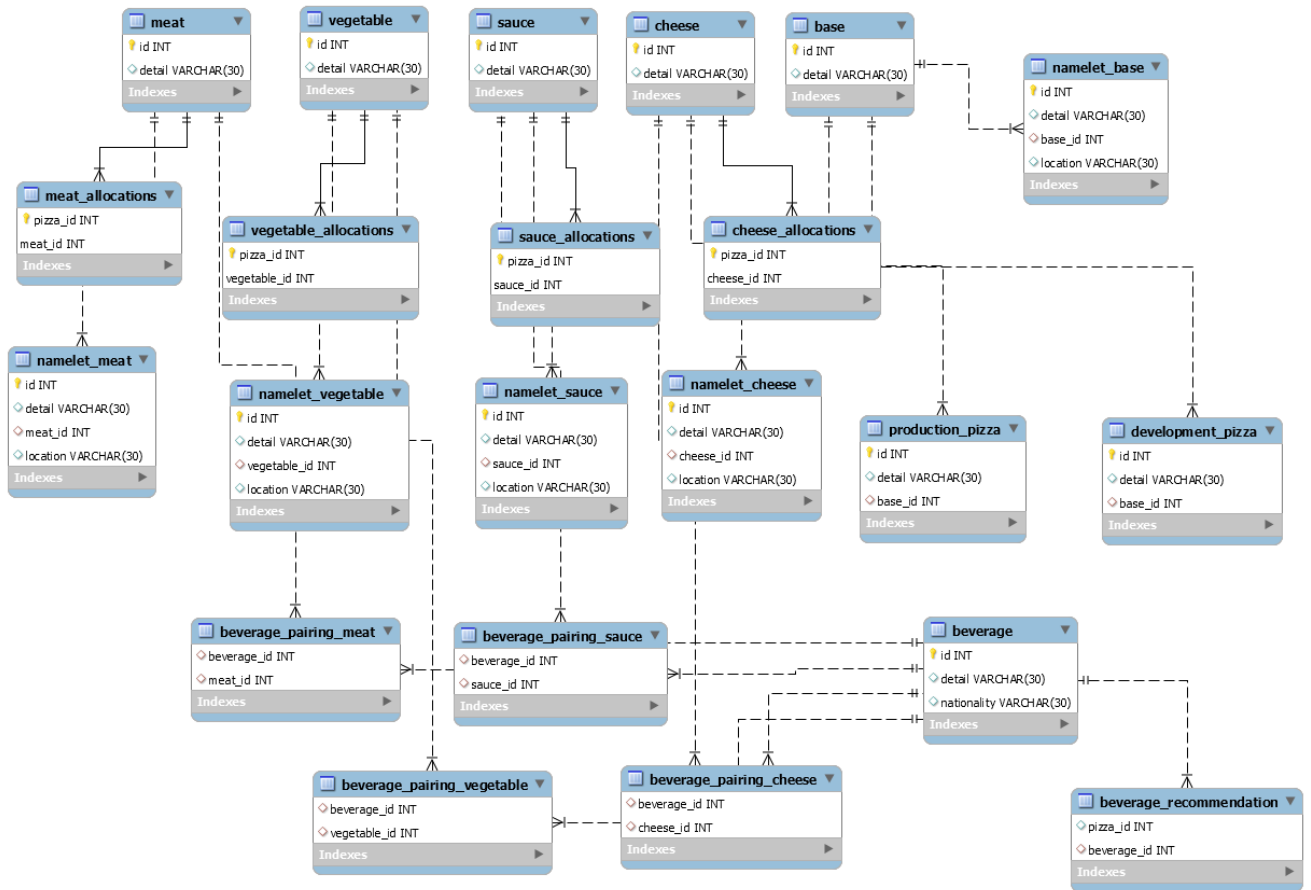 meat
id INT
detail VARCHAR(30)
Indexes
vegetable
id INT
detail VARCHAR(30)
Indexes
sauce
id INT
detail VARCHAR(30)
Indexes
cheese
id INT
detail VARCHAR(30)
Indexes
base
id INT
detail VARCHAR(30)
Indexes
namelet_base
id INT
detail VARCHAR(30)
base_id INT
location VARCHAR(30)
Indexes
meat_allocations
pizza_id INT
meat_id INT
Indexes
vegetable_allocations
pizza_id INT
vegetable_id INT
Indexes
sauce_allocations
pizza_id INT
sauce_id INT
Indexes
cheese_allocations
pizza_id INT
cheese_id INT
Indexes
namelet_meat
id INT
detail VARCHAR(30)
meat_id INT
location VARCHAR(30)
Indexes
namelet_vegetable
id INT
detail VARCHAR(30)
vegetable_id INT
location VARCHAR(30)
Indexes
namelet_sauce
id INT
detail VARCHAR(30)
sauce_id INT
location VARCHAR(30)
Indexes
namelet_cheese
id INT
detail VARCHAR(30)
cheese_id INT
location VARCHAR(30)
Indexes
production_pizza
id INT
detail VARCHAR(30)
base_id INT
Indexes
development_pizza
id INT
detail VARCHAR(30)
base_id INT
Indexes
beverage_pairing_meat
beverage_id INT
meat_id INT
Indexes
beverage_pairing_sauce
beverage_id INT
sauce_id INT
Indexes
beverage
id INT
detail VARCHAR(30)
nationality VARCHAR(30)
Indexes
beverage_pairing_vegetable
beverage_id INT
vegetable_id INT
Indexes
beverage_pairing_cheese
beverage_id INT
cheese_id INT
Indexes
beverage_recommendation
pizza_id INT
beverage_id INT
Indexes